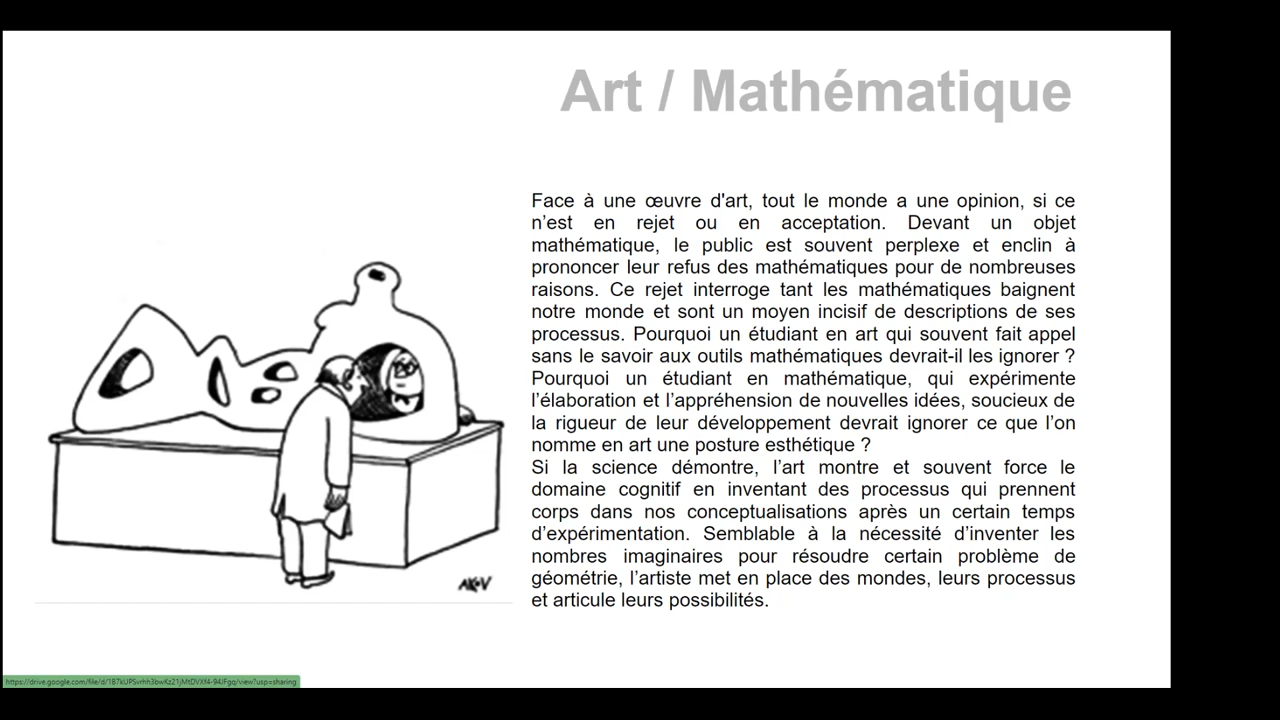 Art / Mathématique
Face à une œuvre d'art, tout le monde a une opinion, si ce
n’est en rejet ou en acceptation. Devant un objet
mathématique, le public est souvent perplexe et enclin à
prononcer leur refus des mathématiques pour de nombreuses
raisons. Ce rejet interroge tant les mathématiques baignent
notre monde et sont un moyen incisif de descriptions de ses
processus. Pourquoi un étudiant en art qui souvent fait appel
sans le savoir aux outils mathématiques devrait-il les ignorer ?
Pourquoi un étudiant en mathématique, qui expérimente
l’élaboration et l’appréhension de nouvelles idées, soucieux de
la rigueur de leur développement devrait ignorer ce que l’on
nomme en art une posture esthétique ?
Si la science démontre, l’art montre et souvent force le
domaine cognitif en inventant des processus qui prennent
corps dans nos conceptualisations après un certain temps
d’expérimentation. Semblable à la nécessité d’inventer les
nombres imaginaires pour résoudre certain problème de
géométrie, l’artiste met en place des mondes, leurs processus
et articule leurs possibilités.